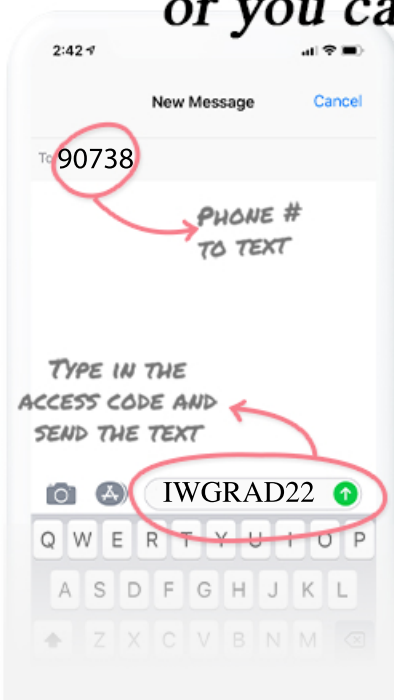 or you ca
2:42
New Message Cancel
To 90738
PHONE #
TO TEXT
TYPE IN THE
ACCESS CODE AND
SEND THE TEXT
IWGRAD22
Q W E R T Y U I O P
A S D F G H J K L
Z X C V B N M